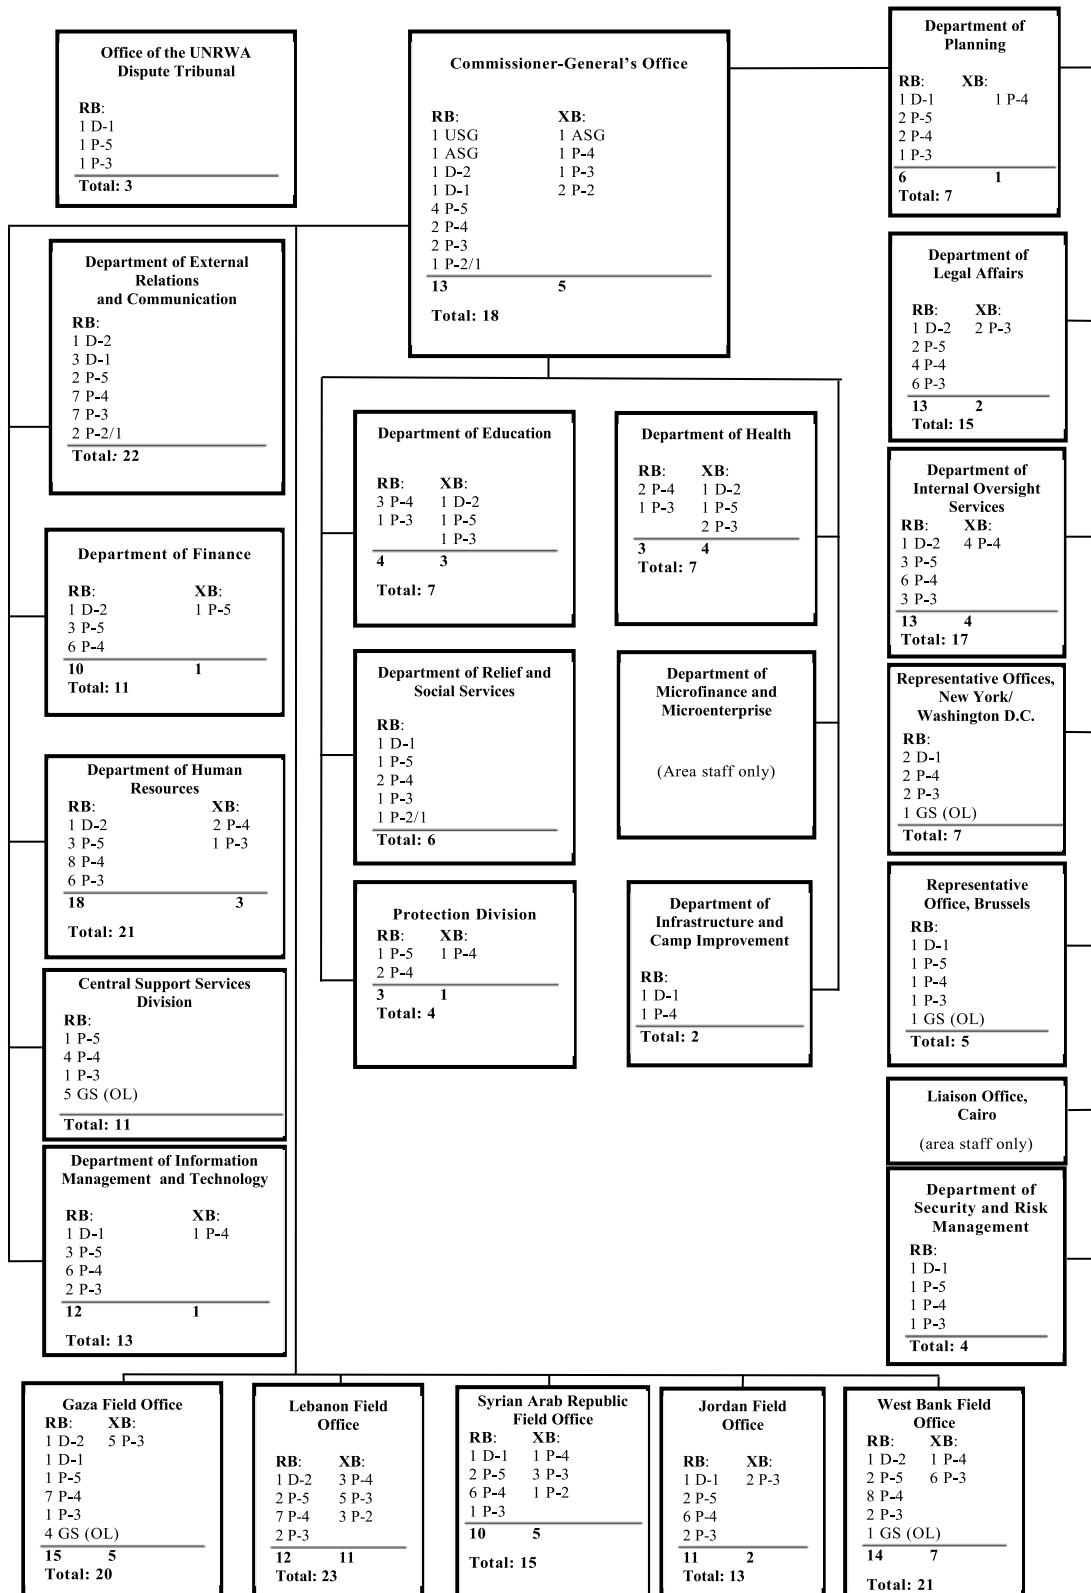 Office of the UNRWA
Dispute Tribunal
RB:
1 D-1
1 P-5
1 P-3
Total: 3
Commissioner-General's Office
RB: XB:
1 USG 1 ASG
1 ASG 1 P-4
1 D-2 1 P-3
1 D-1 2 P-2
4 P-5
2 P-4
2 P-3
1 P-2/1
13 5
Total: 18
Department of
Planning
RB: XB:
1 D-1 1 P-4
2 P-5
2 P-4
1 P-3
6 1
Total: 7
Department of External
Relations
and Communication
RB:
1 D-2
3 D-1
2 P-5
7 P-4
7 P-3
2 P-2/1
Total: 22
Department of
Legal Affairs
RB: XB:
1 D-2 2 P-3
2 P-5
4 P-4
6 P-3
13 2
Total: 15
Department of Education
RB: XB:
3 P-4 1 D-2
1 P-3 1 P-5
1 P-3
4 3
Total: 7
Department of Health
RB: XB:
2 P-4 1 D-2
1 P-3 1 P-5
2 P-3
3 4
Total: 7
Department of
Internal Oversight
Services
RB: XB:
1 D-2 4 P-4
3 P-5
6 P-4
3 P-3
13 4
Total: 17
Department of Finance
RB: XB:
1 D-2 1 P-5
3 P-5
6 P-4
10 1
Total: 11
Department of Relief and
Social Services
RB:
1 D-1
1 P-5
2 P-4
1 P-3
1 P-2/1
Total: 6
Department of
Microfinance and
Microenterprise
(Area staff only)
Representative Offices,
New York/
Washington D.C.
RB:
2 D-1
2 P-4
2 P-3
1 GS (OL)
Total: 7
Department of Human
Resources
RB: XB:
1 D-2 2 P-4
3 P-5 1 P-3
8 P-4
6 P-3
18 3
Total: 21
Protection Division
RB: XB:
1 P-5 1 P-4
2 P-4
3 1
Total: 4
Department of
Infrastructure and
Camp Improvement
RB:
1 D-1
1 P-4
Total: 2
Representative
Office, Brussels
RB:
1 D-1
1 P-5
1 P-4
1 P-3
1 GS (OL)
Total: 5
Central Support Services
Division
RB:
1 P-5
4 P-4
1 P-3
5 GS (OL)
Total: 11
Liaison Office,
Cairo
(area staff only)
Department of Information
Management and Technology
RB: XB:
1 D-1 1 P-4
3 P-5
6 P-4
2 P-3
12 1
Total: 13
Department of
Security and Risk
Management
RB:
1 D-1
1 P-5
1 P-4
1 P-3
Total: 4
Gaza Field Office
RB: XB:
1 D-2 5 P-3
1 D-1
1 P-5
7 P-4
1 P-3
4 GS (OL)
15 5
Total: 20
Lebanon Field
Office
RB: XB:
1 D-2 3 P-4
2 P-5 5 P-3
7 P-4 3 P-2
2 P-3
12 11
Total: 23
Syrian Arab Republic
Field Office
RB: XB:
1 D-1 1 P-4
2 P-5 3 P-3
6 P-4 1 P-2
1 P-3
10 5
Total: 15
Jordan Field
Office
RB: XB:
1 D-1 2 P-3
2 P-5
6 P-4
2 P-3
11 2
Total: 13
West Bank Field
Office
RB: XB:
1 D-2 1 P-4
2 P-5 6 P-3
8 P-4
2 P-3
1 GS (OL)
14 7
Total: 21